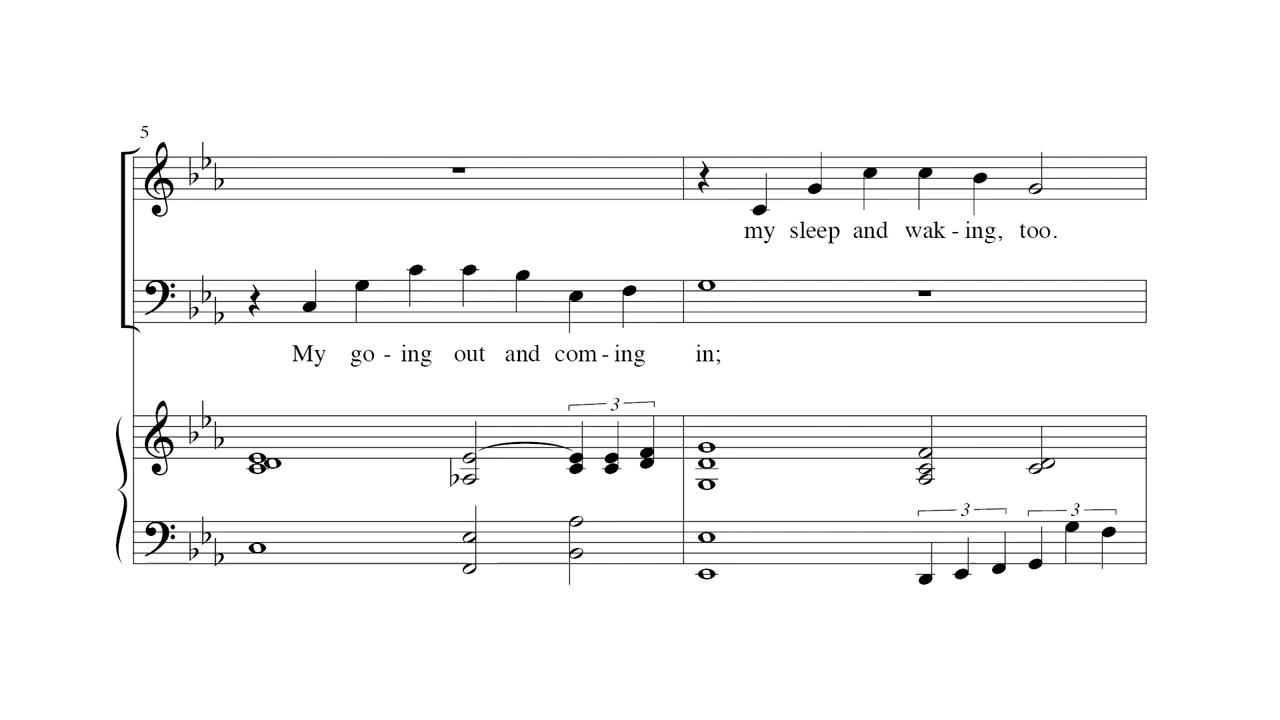 5
my sleep and wak - ing, too.
My go - ing out and com - ing in;
3
3 3